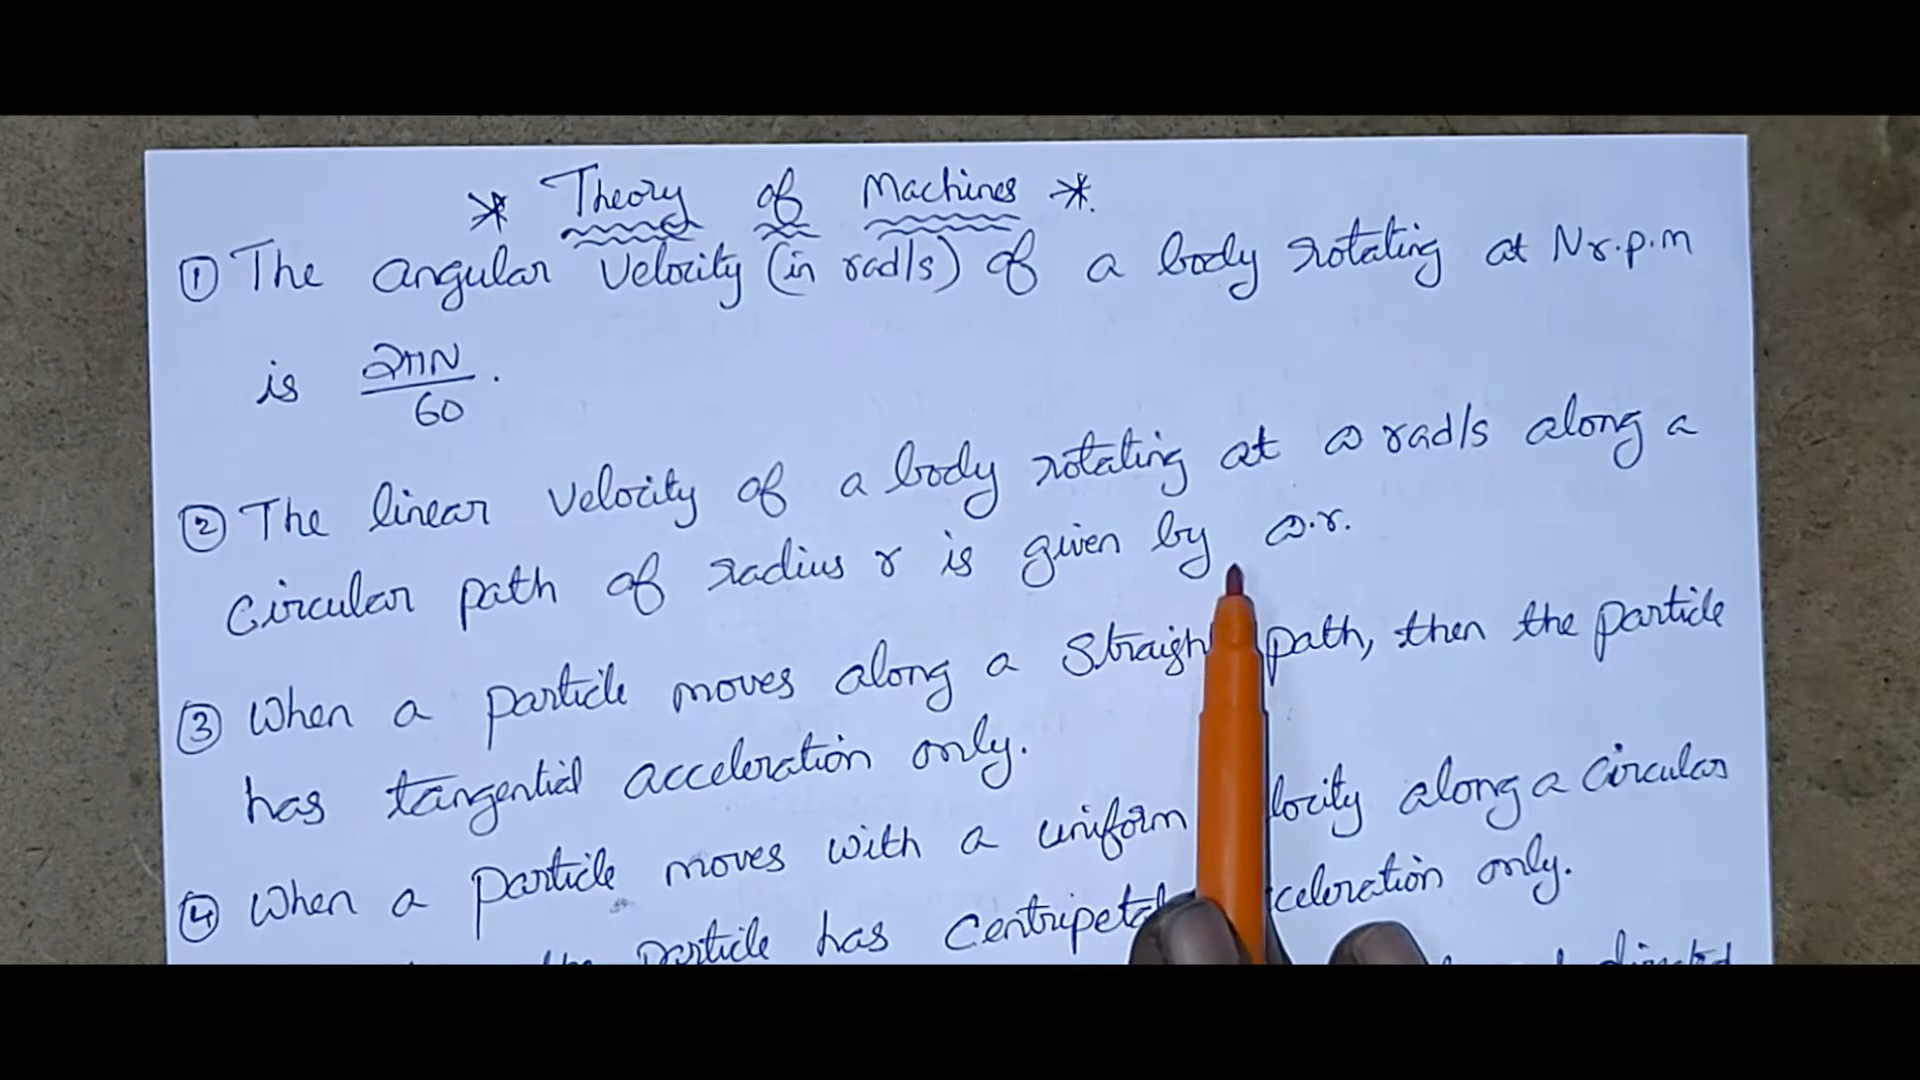 * Theory of Machines *.
① The angular velocity (in rad/s) of a body rotating at N r.p.m
is 2πN/60.
② The linear velocity of a body rotating at ω rad/s along a
circular path of radius r is given by ω.r.
③ When a particle moves along a straigh path, then the particle
has tangential acceleration only.
④ When a particle moves with a uniform locity along a circular
the particle has centripetal celeration only.
directed